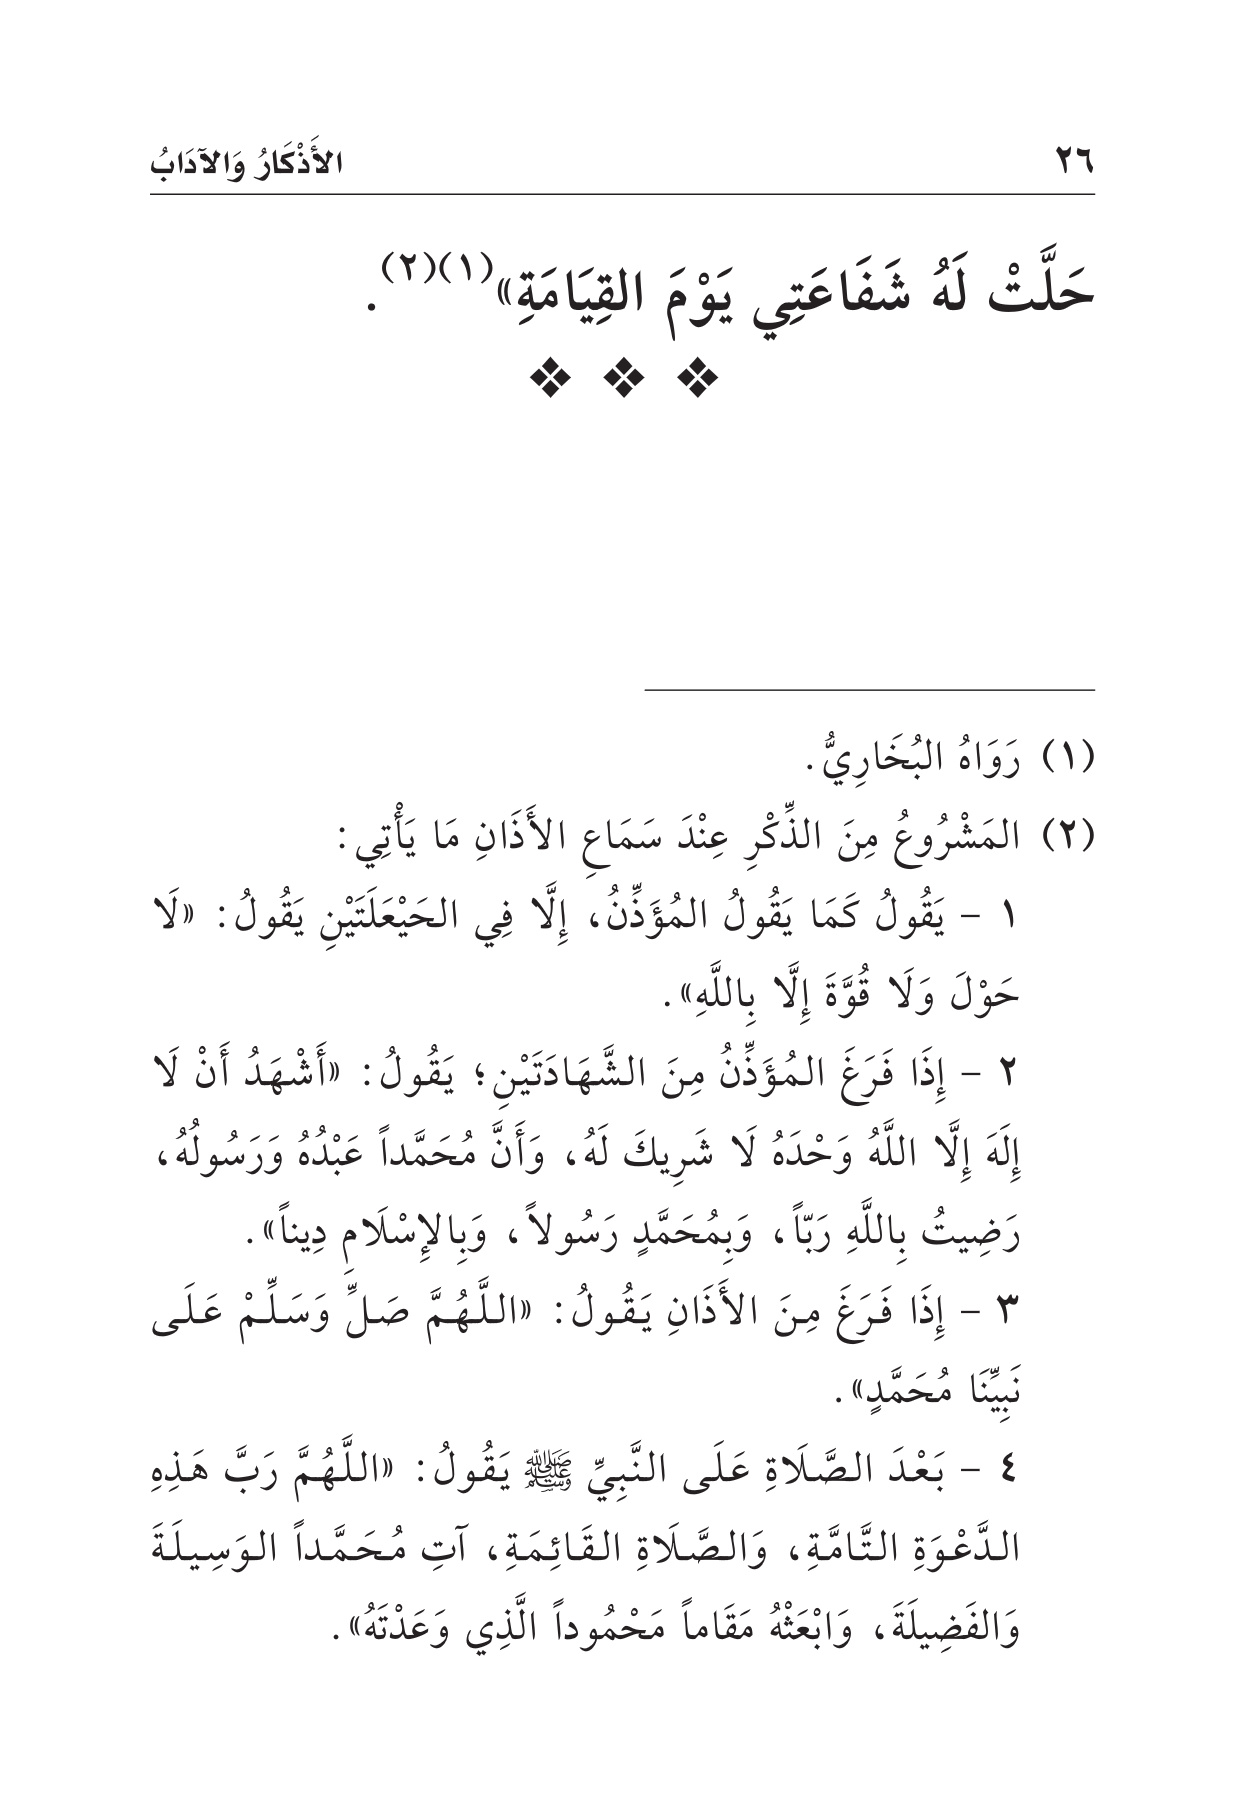 ٢٦ الأَذْكَارُ وَالآدَابُ
حَلَّتْ لَهُ شَفَاعَتِي يَوْمَ القِيَامَةِ»(١)(٢).
(١) رَوَاهُ البُخَارِيُّ.
(٢) المَشْرُوعُ مِنَ الذِّكْرِ عِنْدَ سَمَاعِ الأَذَانِ مَا يَأْتِي:
١ - يَقُولُ كَمَا يَقُولُ المُؤَذِّنُ، إِلَّا فِي الحَيْعَلَتَيْنِ يَقُولُ: «لَا
حَوْلَ وَلَا قُوَّةَ إِلَّا بِاللَّهِ».
٢ - إِذَا فَرَغَ المُؤَذِّنُ مِنَ الشَّهَادَتَيْنِ؛ يَقُولُ: «أَشْهَدُ أَنْ لَا
إِلَهَ إِلَّا اللَّهُ وَحْدَهُ لَا شَرِيكَ لَهُ، وَأَنَّ مُحَمَّداً عَبْدُهُ وَرَسُولُهُ،
رَضِيتُ بِاللَّهِ رَبّاً، وَبِمُحَمَّدٍ رَسُولاً، وَبِالإِسْلَامِ دِيناً».
٣ - إِذَا فَرَغَ مِنَ الأَذَانِ يَقُولُ: «اللَّهُمَّ صَلِّ وَسَلِّمْ عَلَى
نَبِيِّنَا مُحَمَّدٍ».
٤ - بَعْدَ الصَّلَاةِ عَلَى النَّبِيِّ ﷺ يَقُولُ: «اللَّهُمَّ رَبَّ هَذِهِ
الدَّعْوَةِ التَّامَّةِ، وَالصَّلَاةِ القَائِمَةِ، آتِ مُحَمَّداً الوَسِيلَةَ
وَالفَضِيلَةَ، وَابْعَثْهُ مَقَاماً مَحْمُوداً الَّذِي وَعَدْتَهُ».